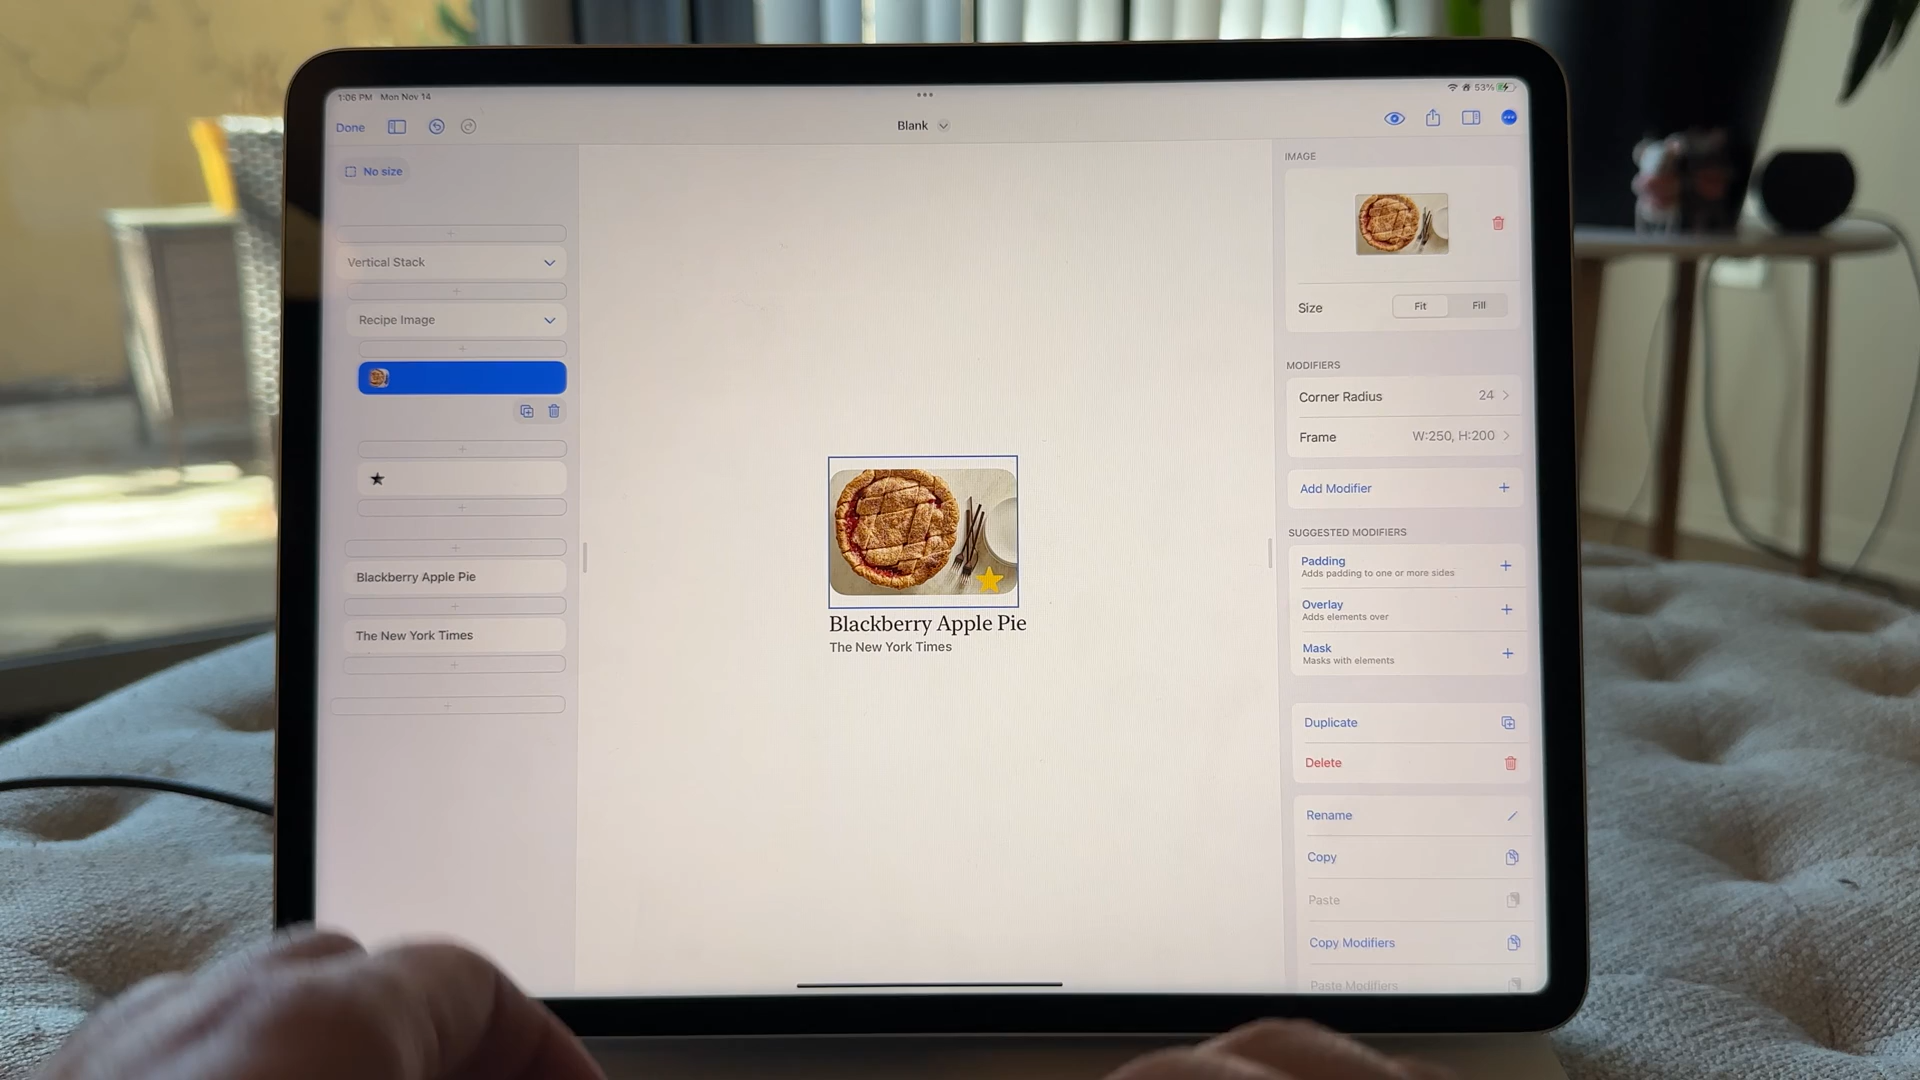 1:06 PM Mon Nov 14
53%
Done
Blank
No size
Vertical Stack
Recipe Image
Blackberry Apple Pie
The New York Times
Blackberry Apple Pie
The New York Times
IMAGE
Size
Fit
Fill
MODIFIERS
Corner Radius
24
Frame
W:250, H:200
Add Modifier
SUGGESTED MODIFIERS
Padding
Adds padding to one or more sides
Overlay
Adds elements over
Mask
Masks with elements
Duplicate
Delete
Rename
Copy
Paste
Copy Modifiers
Paste Modifiers